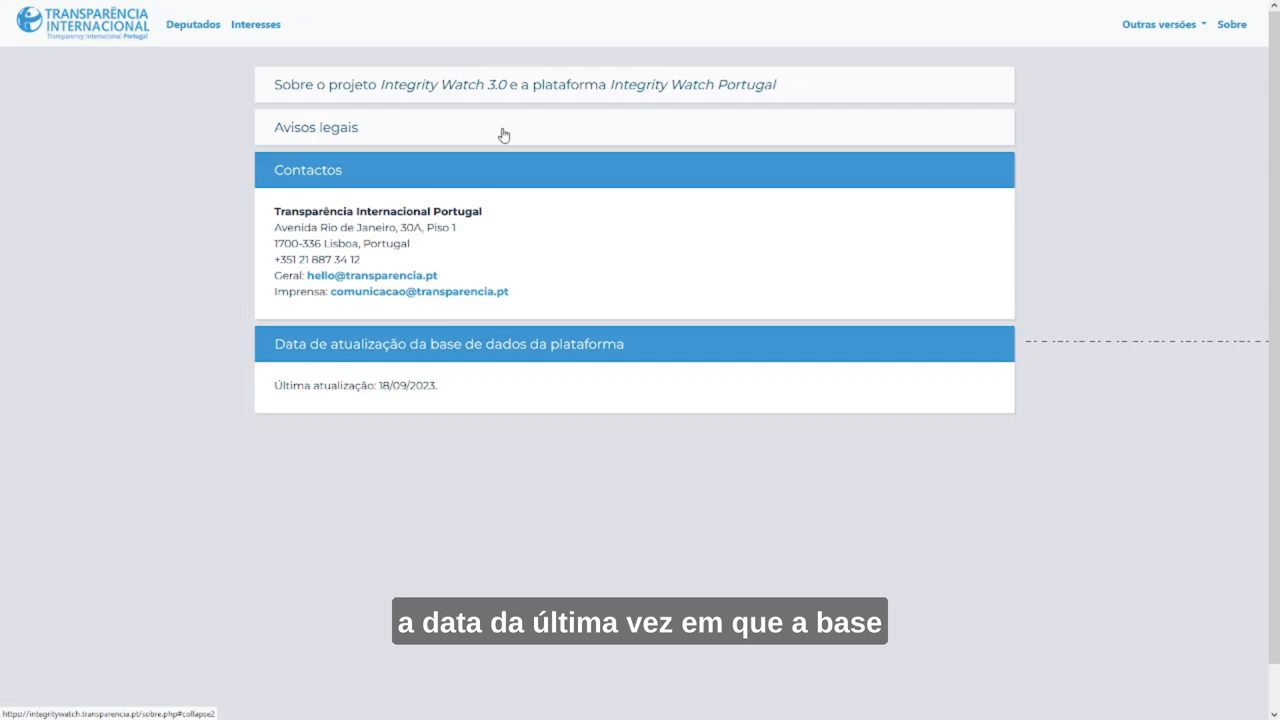 TRANSPARÊNCIA
INTERNACIONAL
Transparency International Portugal
Deputados Interesses
Outras versões Sobre
Sobre o projeto Integrity Watch 3.0 e a plataforma Integrity Watch Portugal
Avisos legais
Contactos
Transparência Internacional Portugal
Avenida Rio de Janeiro, 30A, Piso 1
1700-336 Lisboa, Portugal
+351 21 887 34 12
Geral: hello@transparencia.pt
Imprensa: comunicacao@transparencia.pt
Data de atualização da base de dados da plataforma
Última atualização: 18/09/2023.
a data da última vez em que a base
https://integritywatch.transparencia.pt/sobre.php#collapse2